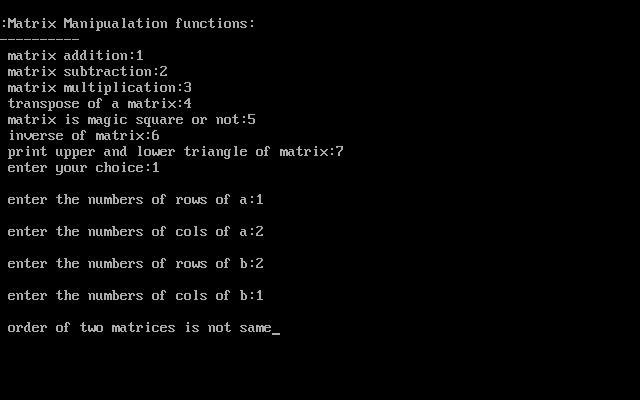 :Matrix Manipualation functions:
----------
matrix addition:1
matrix subtraction:2
matrix multiplication:3
transpose of a matrix:4
matrix is magic square or not:5
inverse of matrix:6
print upper and lower triangle of matrix:7
enter your choice:1
enter the numbers of rows of a:1
enter the numbers of cols of a:2
enter the numbers of rows of b:2
enter the numbers of cols of b:1
order of two matrices is not same_